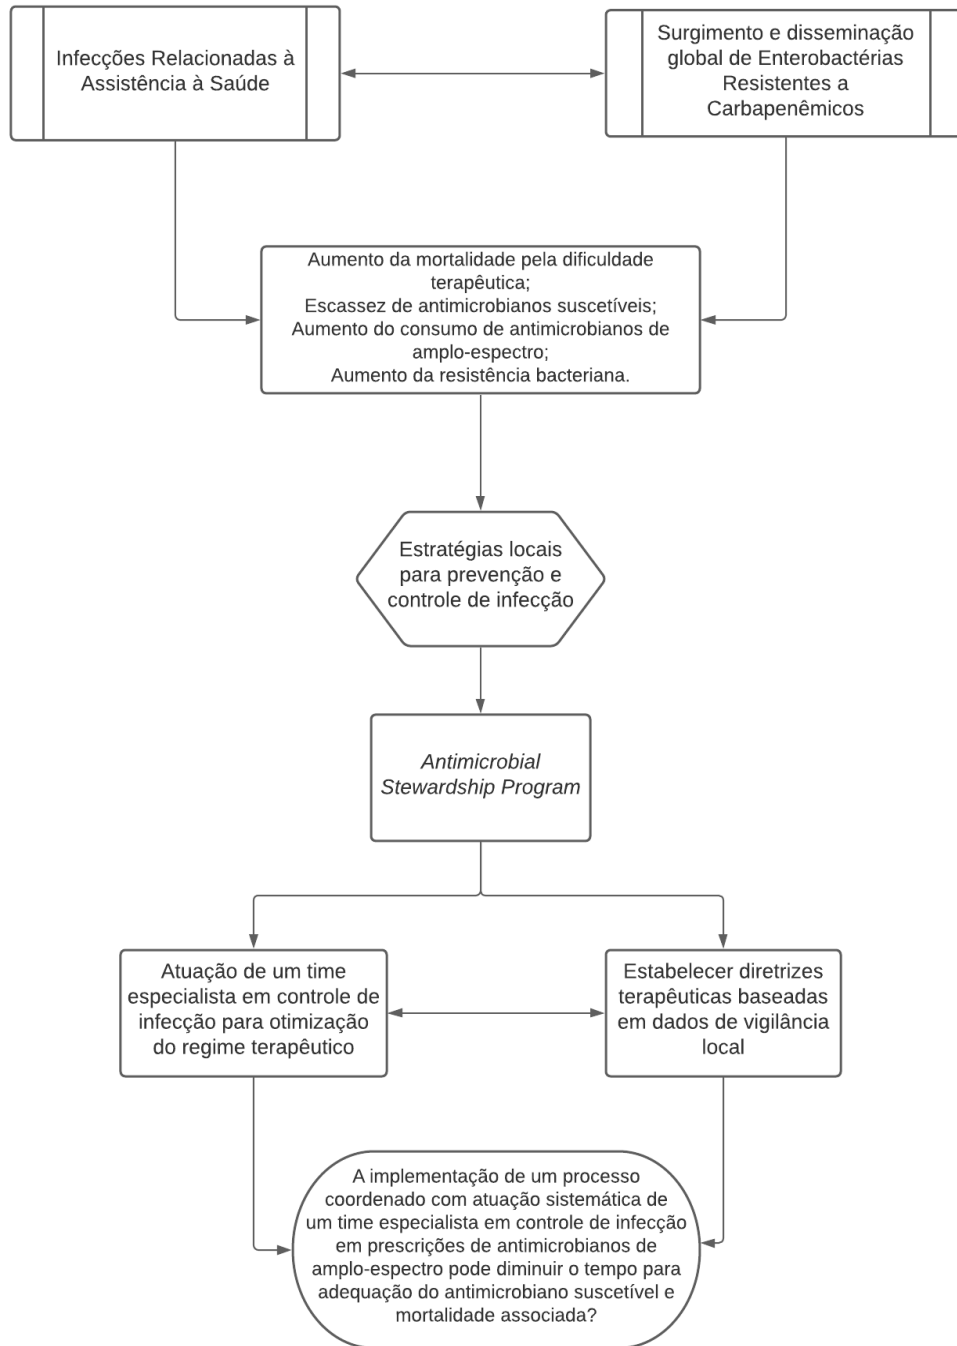 Infecções Relacionadas à
Assistência à Saúde
Surgimento e disseminação
global de Enterobactérias
Resistentes a
Carbapenêmicos
Aumento da mortalidade pela dificuldade
terapêutica;
Escassez de antimicrobianos suscetíveis;
Aumento do consumo de antimicrobianos de
amplo-espectro;
Aumento da resistência bacteriana.
Estratégias locais
para prevenção e
controle de infecção
Antimicrobial
Stewardship Program
Atuação de um time
especialista em controle de
infecção para otimização
do regime terapêutico
Estabelecer diretrizes
terapêuticas baseadas
em dados de vigilância
local
A implementação de um processo
coordenado com atuação sistemática de
um time especialista em controle de infecção
em prescrições de antimicrobianos de
amplo-espectro pode diminuir o tempo para
adequação do antimicrobiano suscetível e
mortalidade associada?